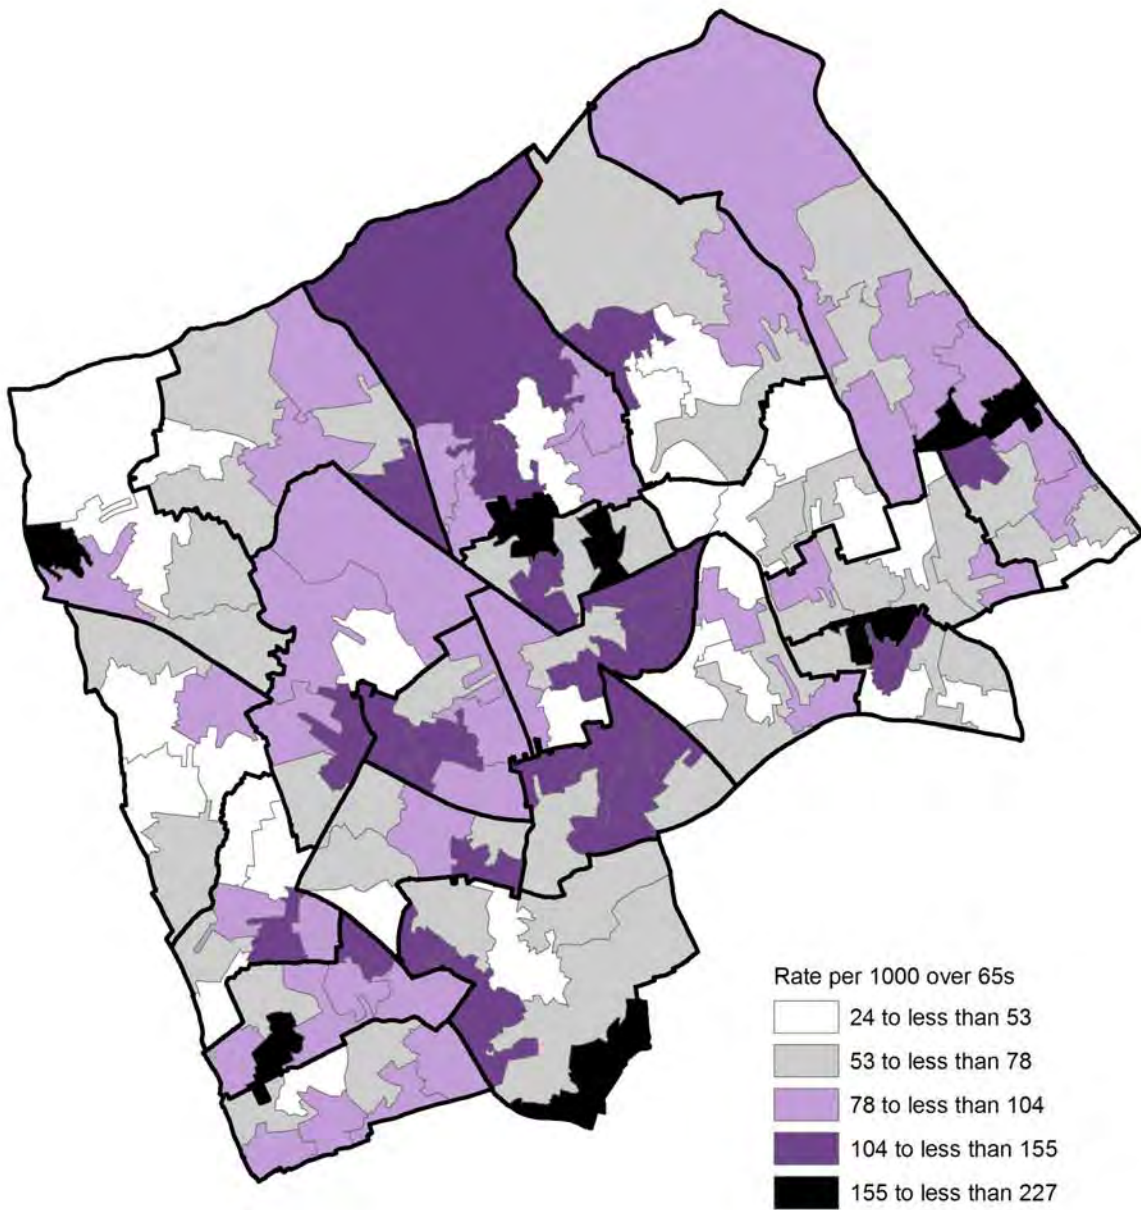 Rate per 1000 over 65s
24 to less than 53
53 to less than 78
78 to less than 104
104 to less than 155
155 to less than 227